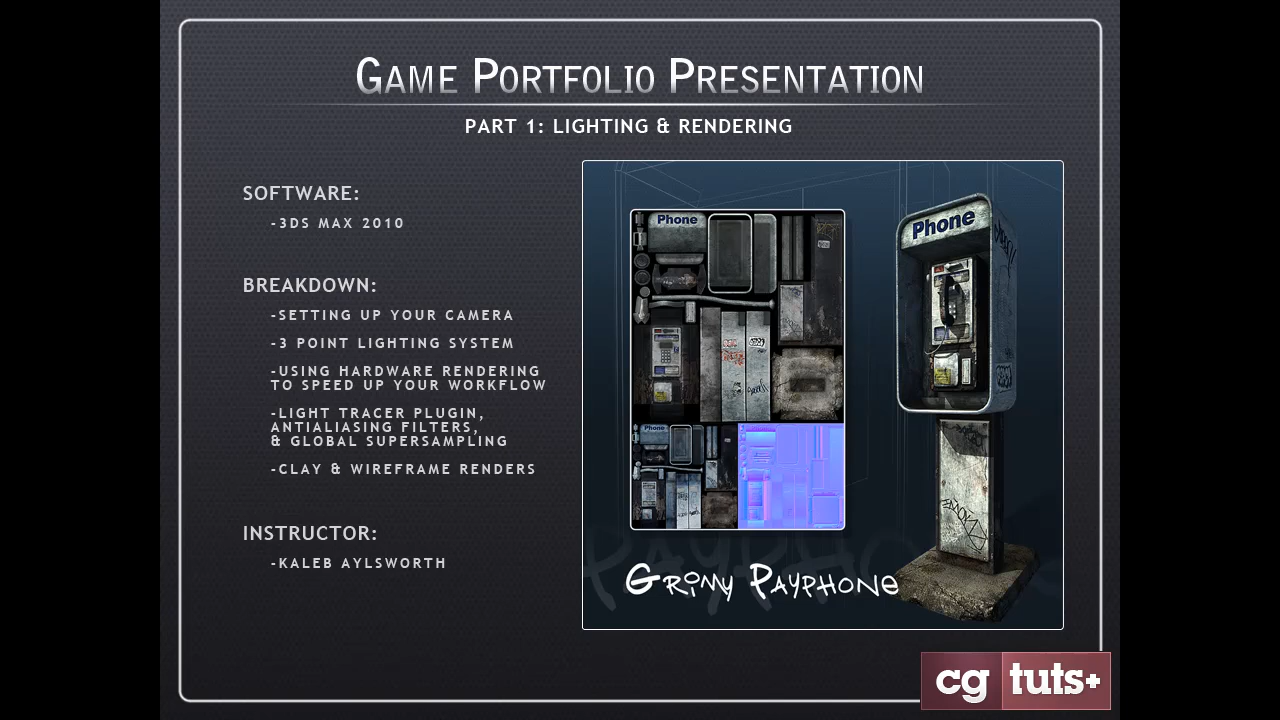 GAME PORTFOLIO PRESENTATION
PART 1: LIGHTING & RENDERING
SOFTWARE:
-3DS MAX 2010
BREAKDOWN:
-SETTING UP YOUR CAMERA
-3 POINT LIGHTING SYSTEM
-USING HARDWARE RENDERING
TO SPEED UP YOUR WORKFLOW
-LIGHT TRACER PLUGIN,
ANTIALIASING FILTERS,
& GLOBAL SUPERSAMPLING
-CLAY & WIREFRAME RENDERS
INSTRUCTOR:
-KALEB AYLSWORTH
Phone
Phone
Phone
PAYPHONE
GRIMY PAYPHONE
cg tuts+